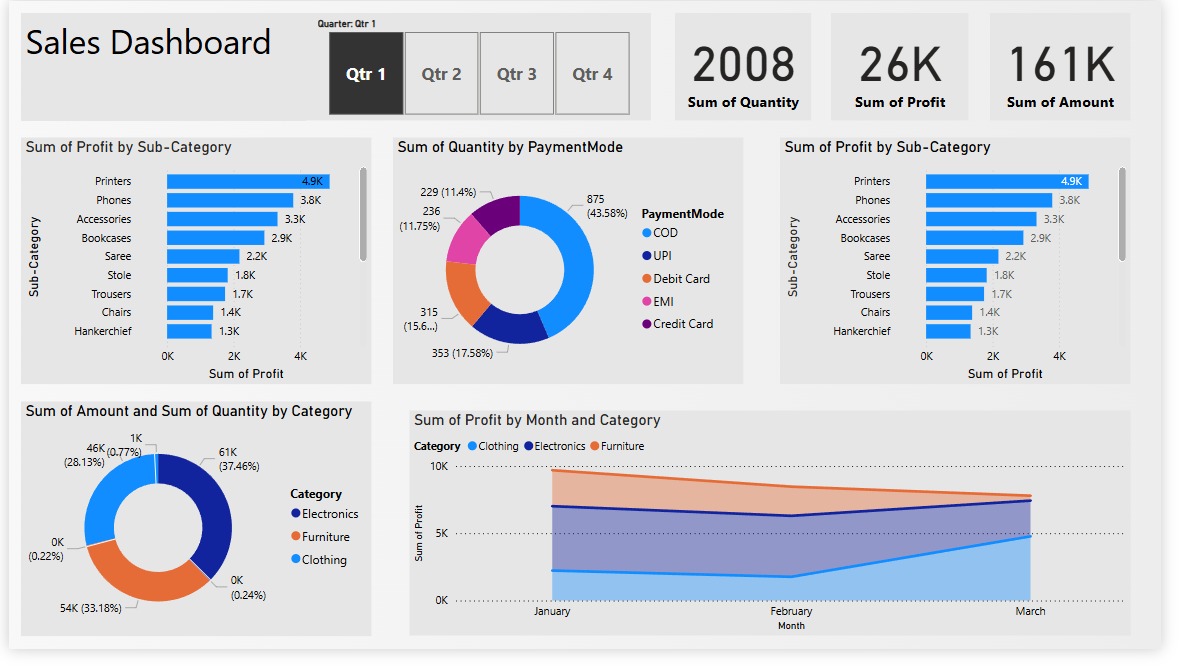 Sales Dashboard
Quarter: Qtr 1
Qtr 1
Qtr 2
Qtr 3
Qtr 4
2008
Sum of Quantity
26K
Sum of Profit
161K
Sum of Amount
Sum of Profit by Sub-Category
Sub-Category
Printers 4.9K
Phones 3.8K
Accessories 3.3K
Bookcases 2.9K
Saree 2.2K
Stole 1.8K
Trousers 1.7K
Chairs 1.4K
Hankerchief 1.3K
0K 2K 4K
Sum of Profit
Sum of Quantity by PaymentMode
229 (11.4%)
236
(11.75%)
315
(15.6...)
353 (17.58%)
875
(43.58%)
PaymentMode
COD
UPI
Debit Card
EMI
Credit Card
Sum of Profit by Sub-Category
Sub-Category
Printers 4.9K
Phones 3.8K
Accessories 3.3K
Bookcases 2.9K
Saree 2.2K
Stole 1.8K
Trousers 1.7K
Chairs 1.4K
Hankerchief 1.3K
0K 2K 4K
Sum of Profit
Sum of Amount and Sum of Quantity by Category
1K
(0.77%)
46K
(28.13%)
61K
(37.46%)
0K
(0.22%)
0K
(0.24%)
54K (33.18%)
Category
Electronics
Furniture
Clothing
Sum of Profit by Month and Category
Category Clothing Electronics Furniture
Sum of Profit
10K
5K
0K
January February March
Month